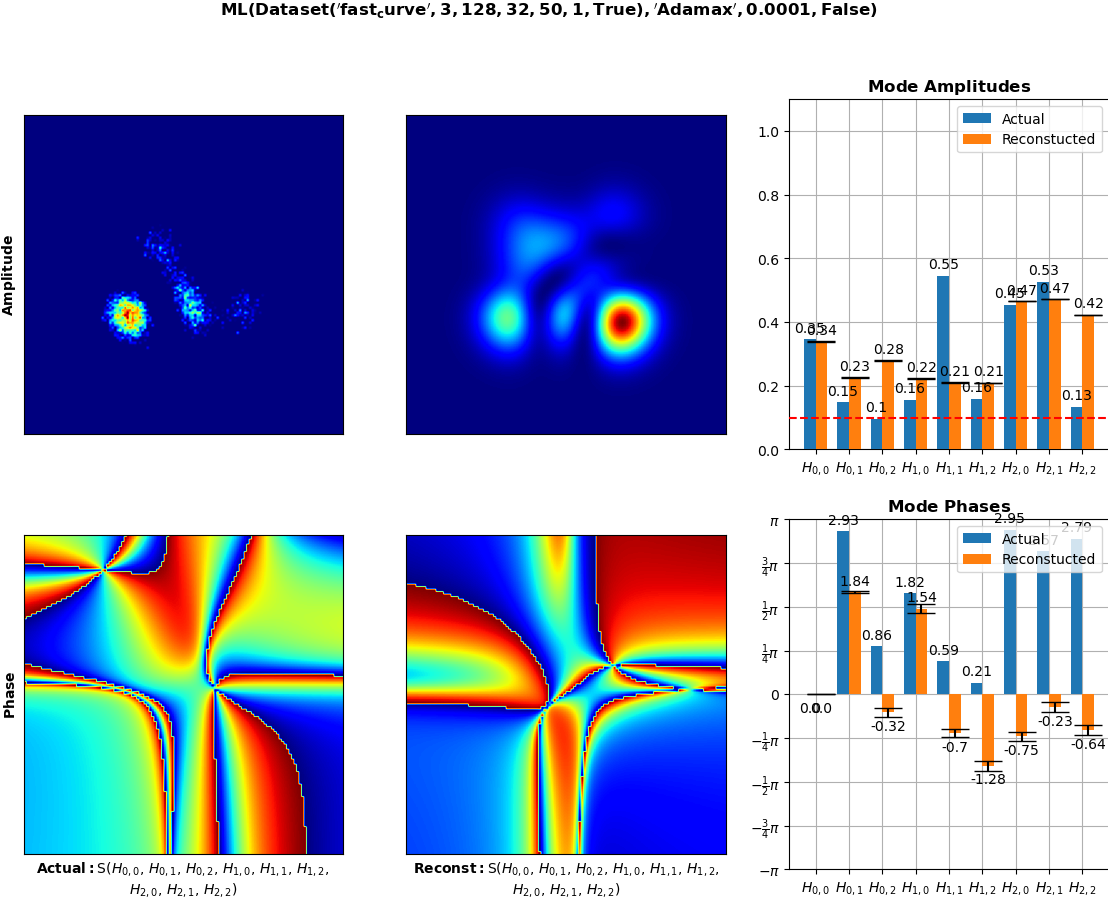 ML(Dataset('fast_curve', 3, 128, 32, 50, 1, True), 'Adamax', 0.0001, False)
Amplitude
Mode Amplitudes
Actual
Reconstucted
1.0
0.8
0.6
0.4
0.2
0.0
0.35 0.34
0.15 0.23
0.1 0.28
0.16 0.22
0.55 0.21
0.16 0.21
0.45 0.47
0.53 0.47
0.13 0.42
H0,0 H0,1 H0,2 H1,0 H1,1 H1,2 H2,0 H2,1 H2,2
Phase
Mode Phases
Actual
Reconstucted
π
3/4π
1/2π
1/4π
0
−1/4π
−1/2π
−3/4π
−π
0.0 0.0
2.93 1.84
0.86 -0.32
1.82 1.54
0.59 -0.7
0.21 -1.28
2.95 -0.75
-0.23
2.79 -0.64
H0,0 H0,1 H0,2 H1,0 H1,1 H1,2 H2,0 H2,1 H2,2
Actual: S(H0,0, H0,1, H0,2, H1,0, H1,1, H1,2,
H2,0, H2,1, H2,2)
Reconst: S(H0,0, H0,1, H0,2, H1,0, H1,1, H1,2,
H2,0, H2,1, H2,2)